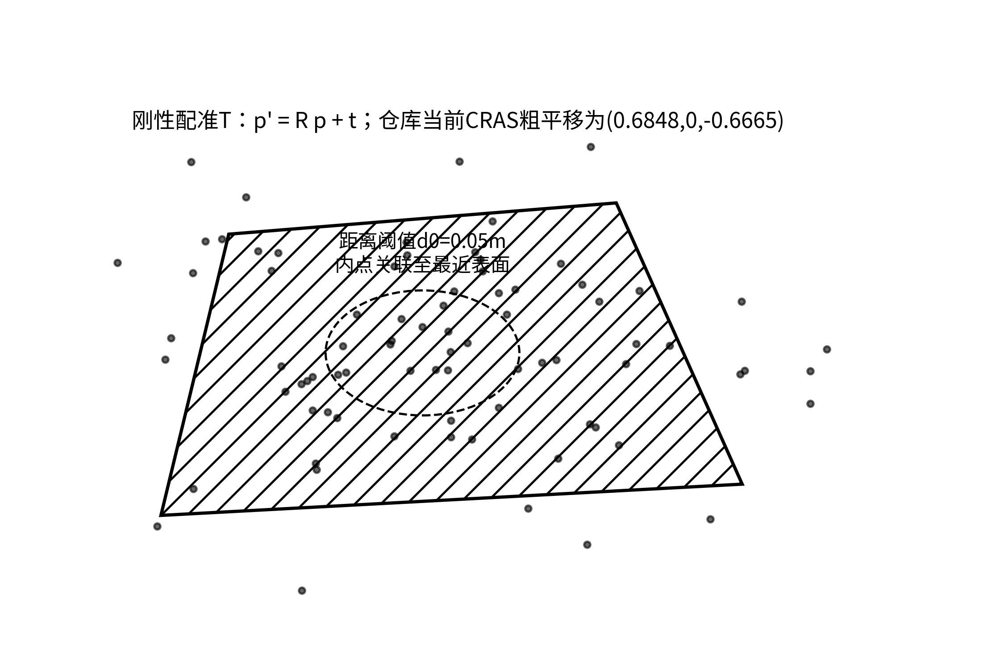 刚性配准T：p' = R p + t；仓库当前CRAS粗平移为(0.6848,0,-0.6665)
距离阈值d0=0.05m
内点关联至最近表面